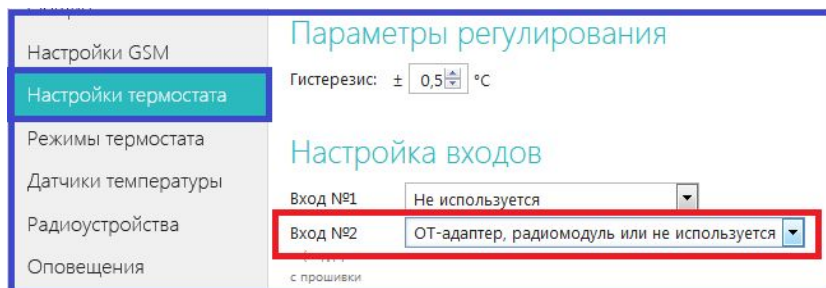 Настройки GSM
Настройки термостата
Режимы термостата
Датчики температуры
Радиоустройства
Оповещения
Параметры регулирования
Гистерезис: ± 0,5 °C
Настройка входов
Вход №1 Не используется
Вход №2 ОТ-адаптер, радиомодуль или не используется
с прошивки